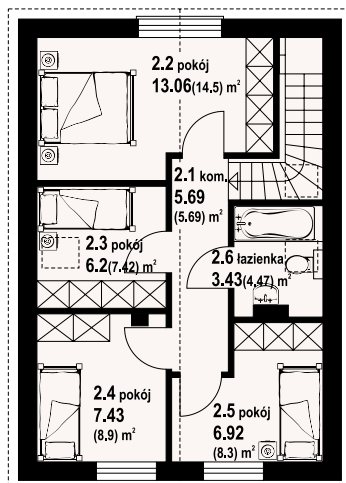 2.2 pokój
13.06(14.5) m²
2.1 kom.
5.69
(5.69) m²
2.3 pokój
6.2(7.42) m²
2.6 łazienka
3.43(4.47) m²
2.4 pokój
7.43
(8.9) m²
2.5 pokój
6.92
(8.3) m²